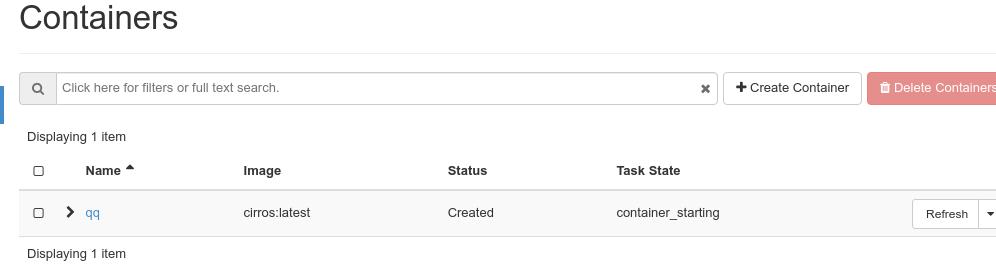 Containers
Click here for filters or full text search.
Create Container
Delete Containers
Displaying 1 item
Name Image Status Task State
qq cirros:latest Created container_starting Refresh
Displaying 1 item